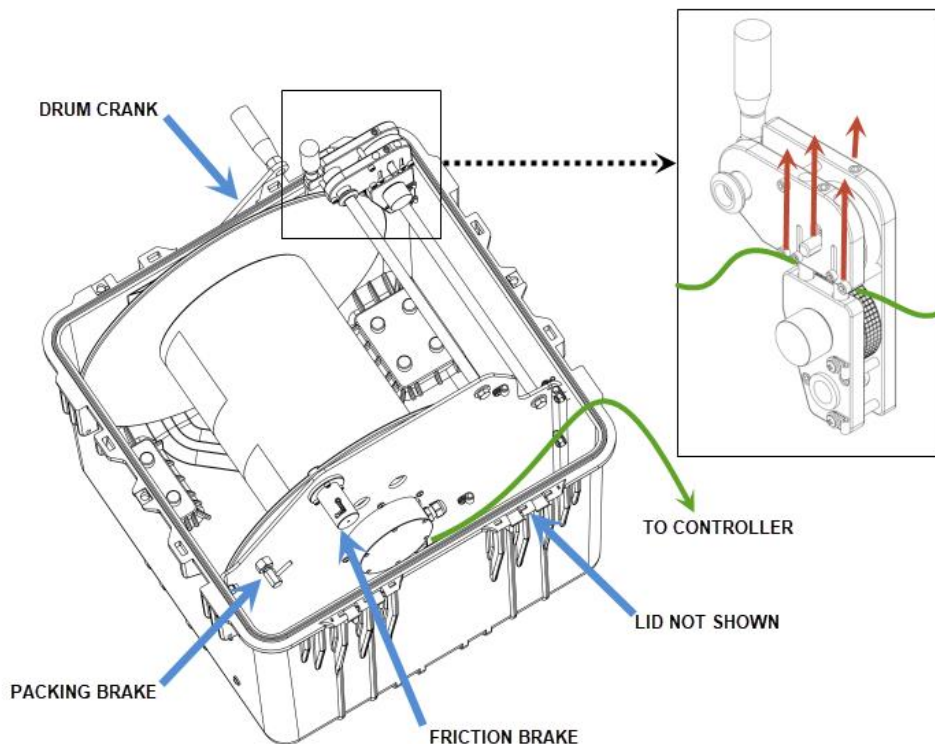 DRUM CRANK
TO CONTROLLER
LID NOT SHOWN
PACKING BRAKE
FRICTION BRAKE